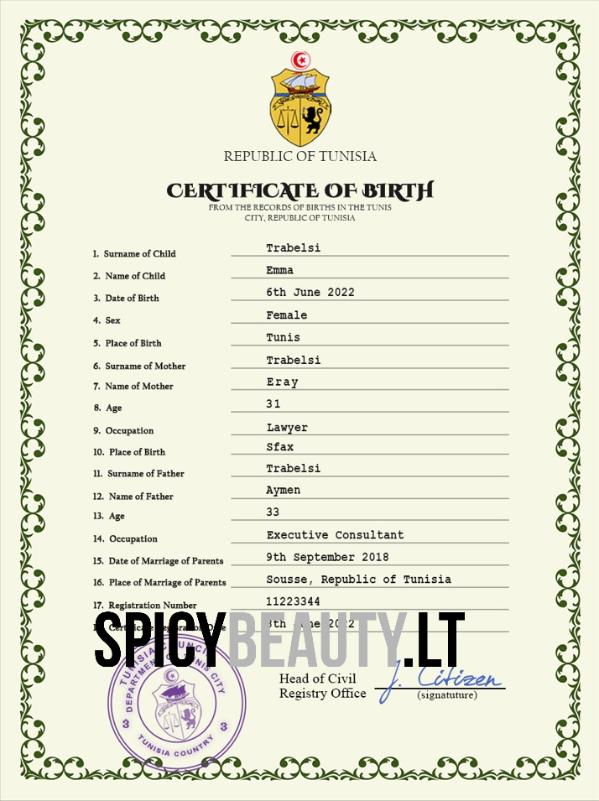 REPUBLIC OF TUNISIA
CERTIFICATE OF BIRTH
FROM THE RECORDS OF BIRTHS IN THE TUNIS
CITY, REPUBLIC OF TUNISIA
1. Surname of Child Trabelsi
2. Name of Child Emma
3. Date of Birth 6th June 2022
4. Sex Female
5. Place of Birth Tunis
6. Surname of Mother Trabelsi
7. Name of Mother Eray
8. Age 31
9. Occupation Lawyer
10. Place of Birth Sfax
11. Surname of Father Trabelsi
12. Name of Father Aymen
13. Age 33
14. Occupation Executive Consultant
15. Date of Marriage of Parents 9th September 2018
16. Place of Marriage of Parents Sousse, Republic of Tunisia
17. Registration Number 11223344
8th June 2022
SPICYBEAUTY.LT
TUNISIA COUNCIL
DEPARTMENT TUNIS CITY
3 3
TUNISIA COUNTRY
Head of Civil
Registry Office
J. Citizen
(signatuture)